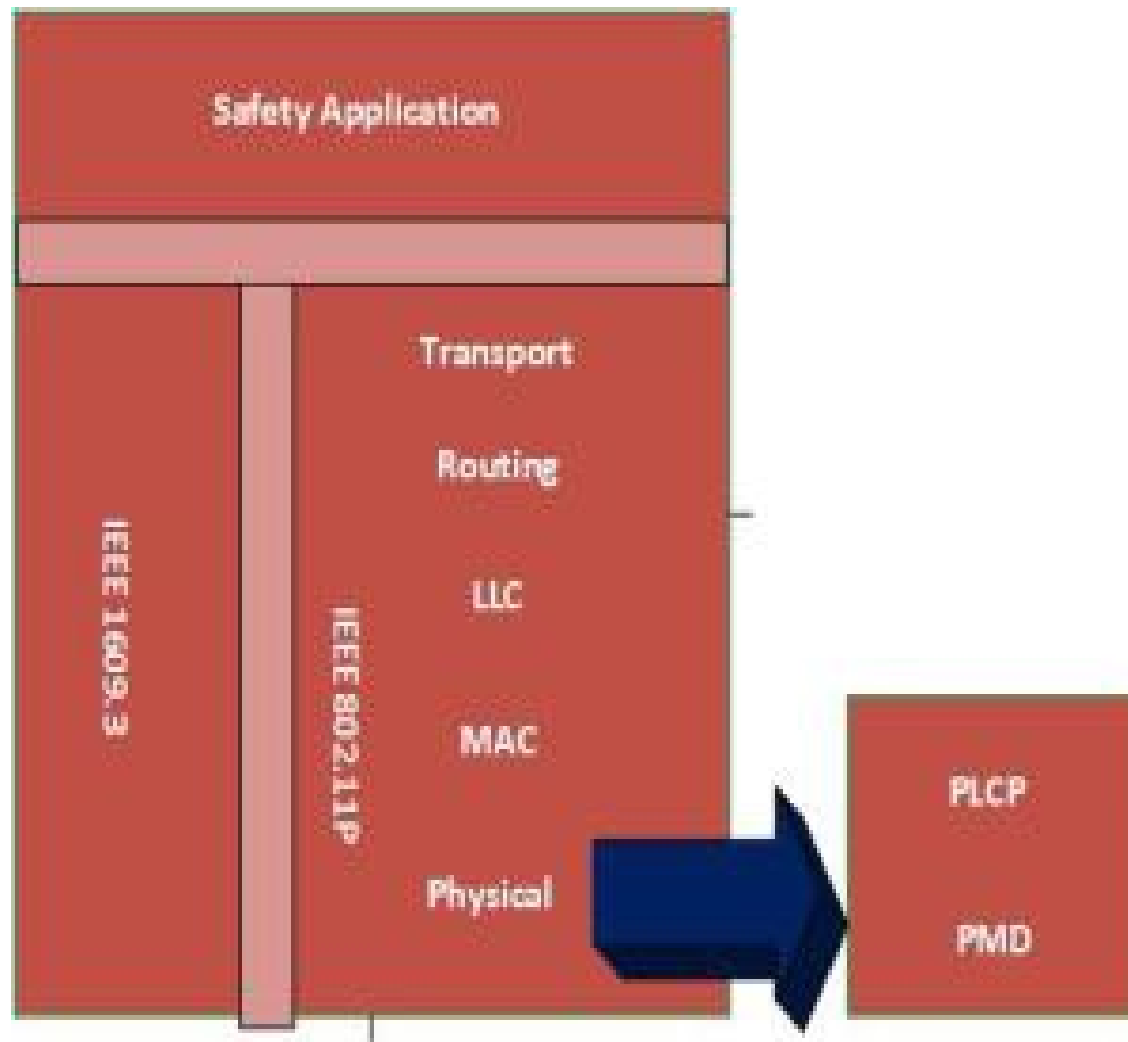 Safety Application
IEEE 1609.3
IEEE 802.11P
Transport
Routing
LLC
MAC
Physical
PLCP
PMD